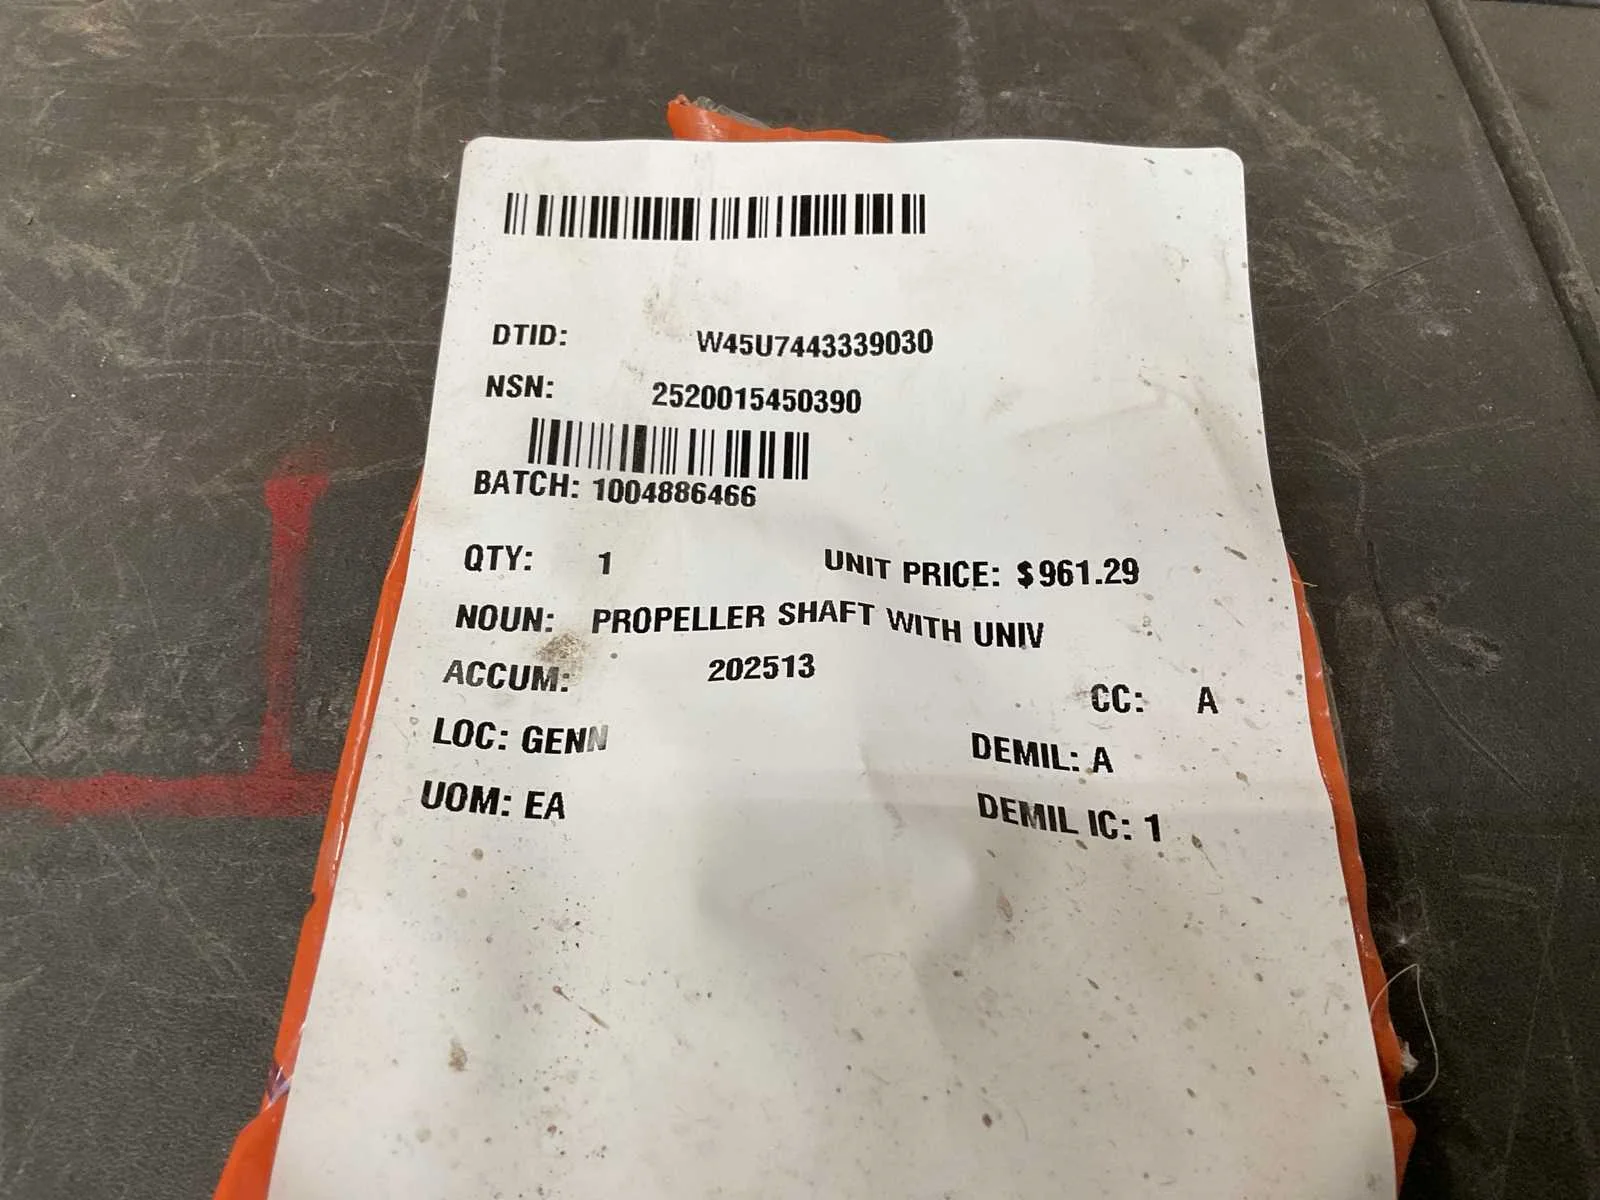 DTID: W45U7443339030
NSN: 2520015450390
BATCH: 1004886466
QTY: 1 UNIT PRICE: $961.29
NOUN: PROPELLER SHAFT WITH UNIV
ACCUM: 202513
CC: A
LOC: GENN
DEMIL: A
UOM: EA
DEMIL IC: 1